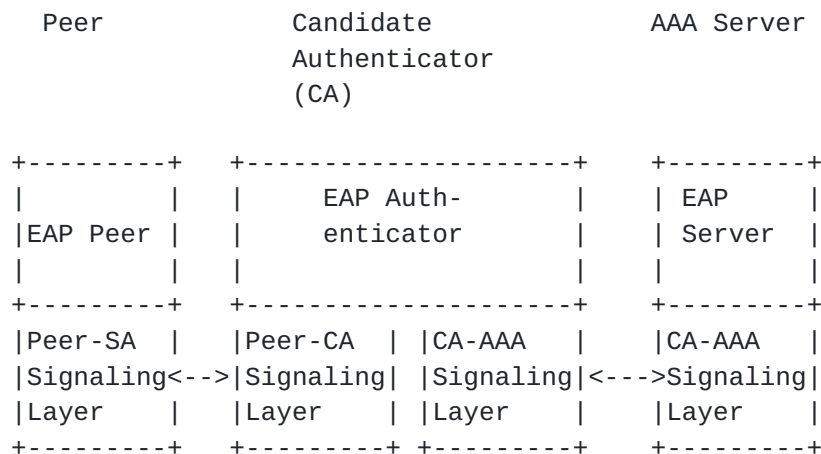 Peer Candidate AAA Server
Authenticator
(CA)
+---------+ +---------------------+ +---------+
| | | EAP Auth- | | EAP |
|EAP Peer | | enticator | | Server |
| | | | | |
+---------+ +---------------------+ +---------+
|Peer-SA | |Peer-CA | |CA-AAA | |CA-AAA |
|Signaling<-->|Signaling| |Signaling|<--->Signaling|
|Layer | |Layer | |Layer | |Layer |
+---------+ +---------+ +---------+ +---------+